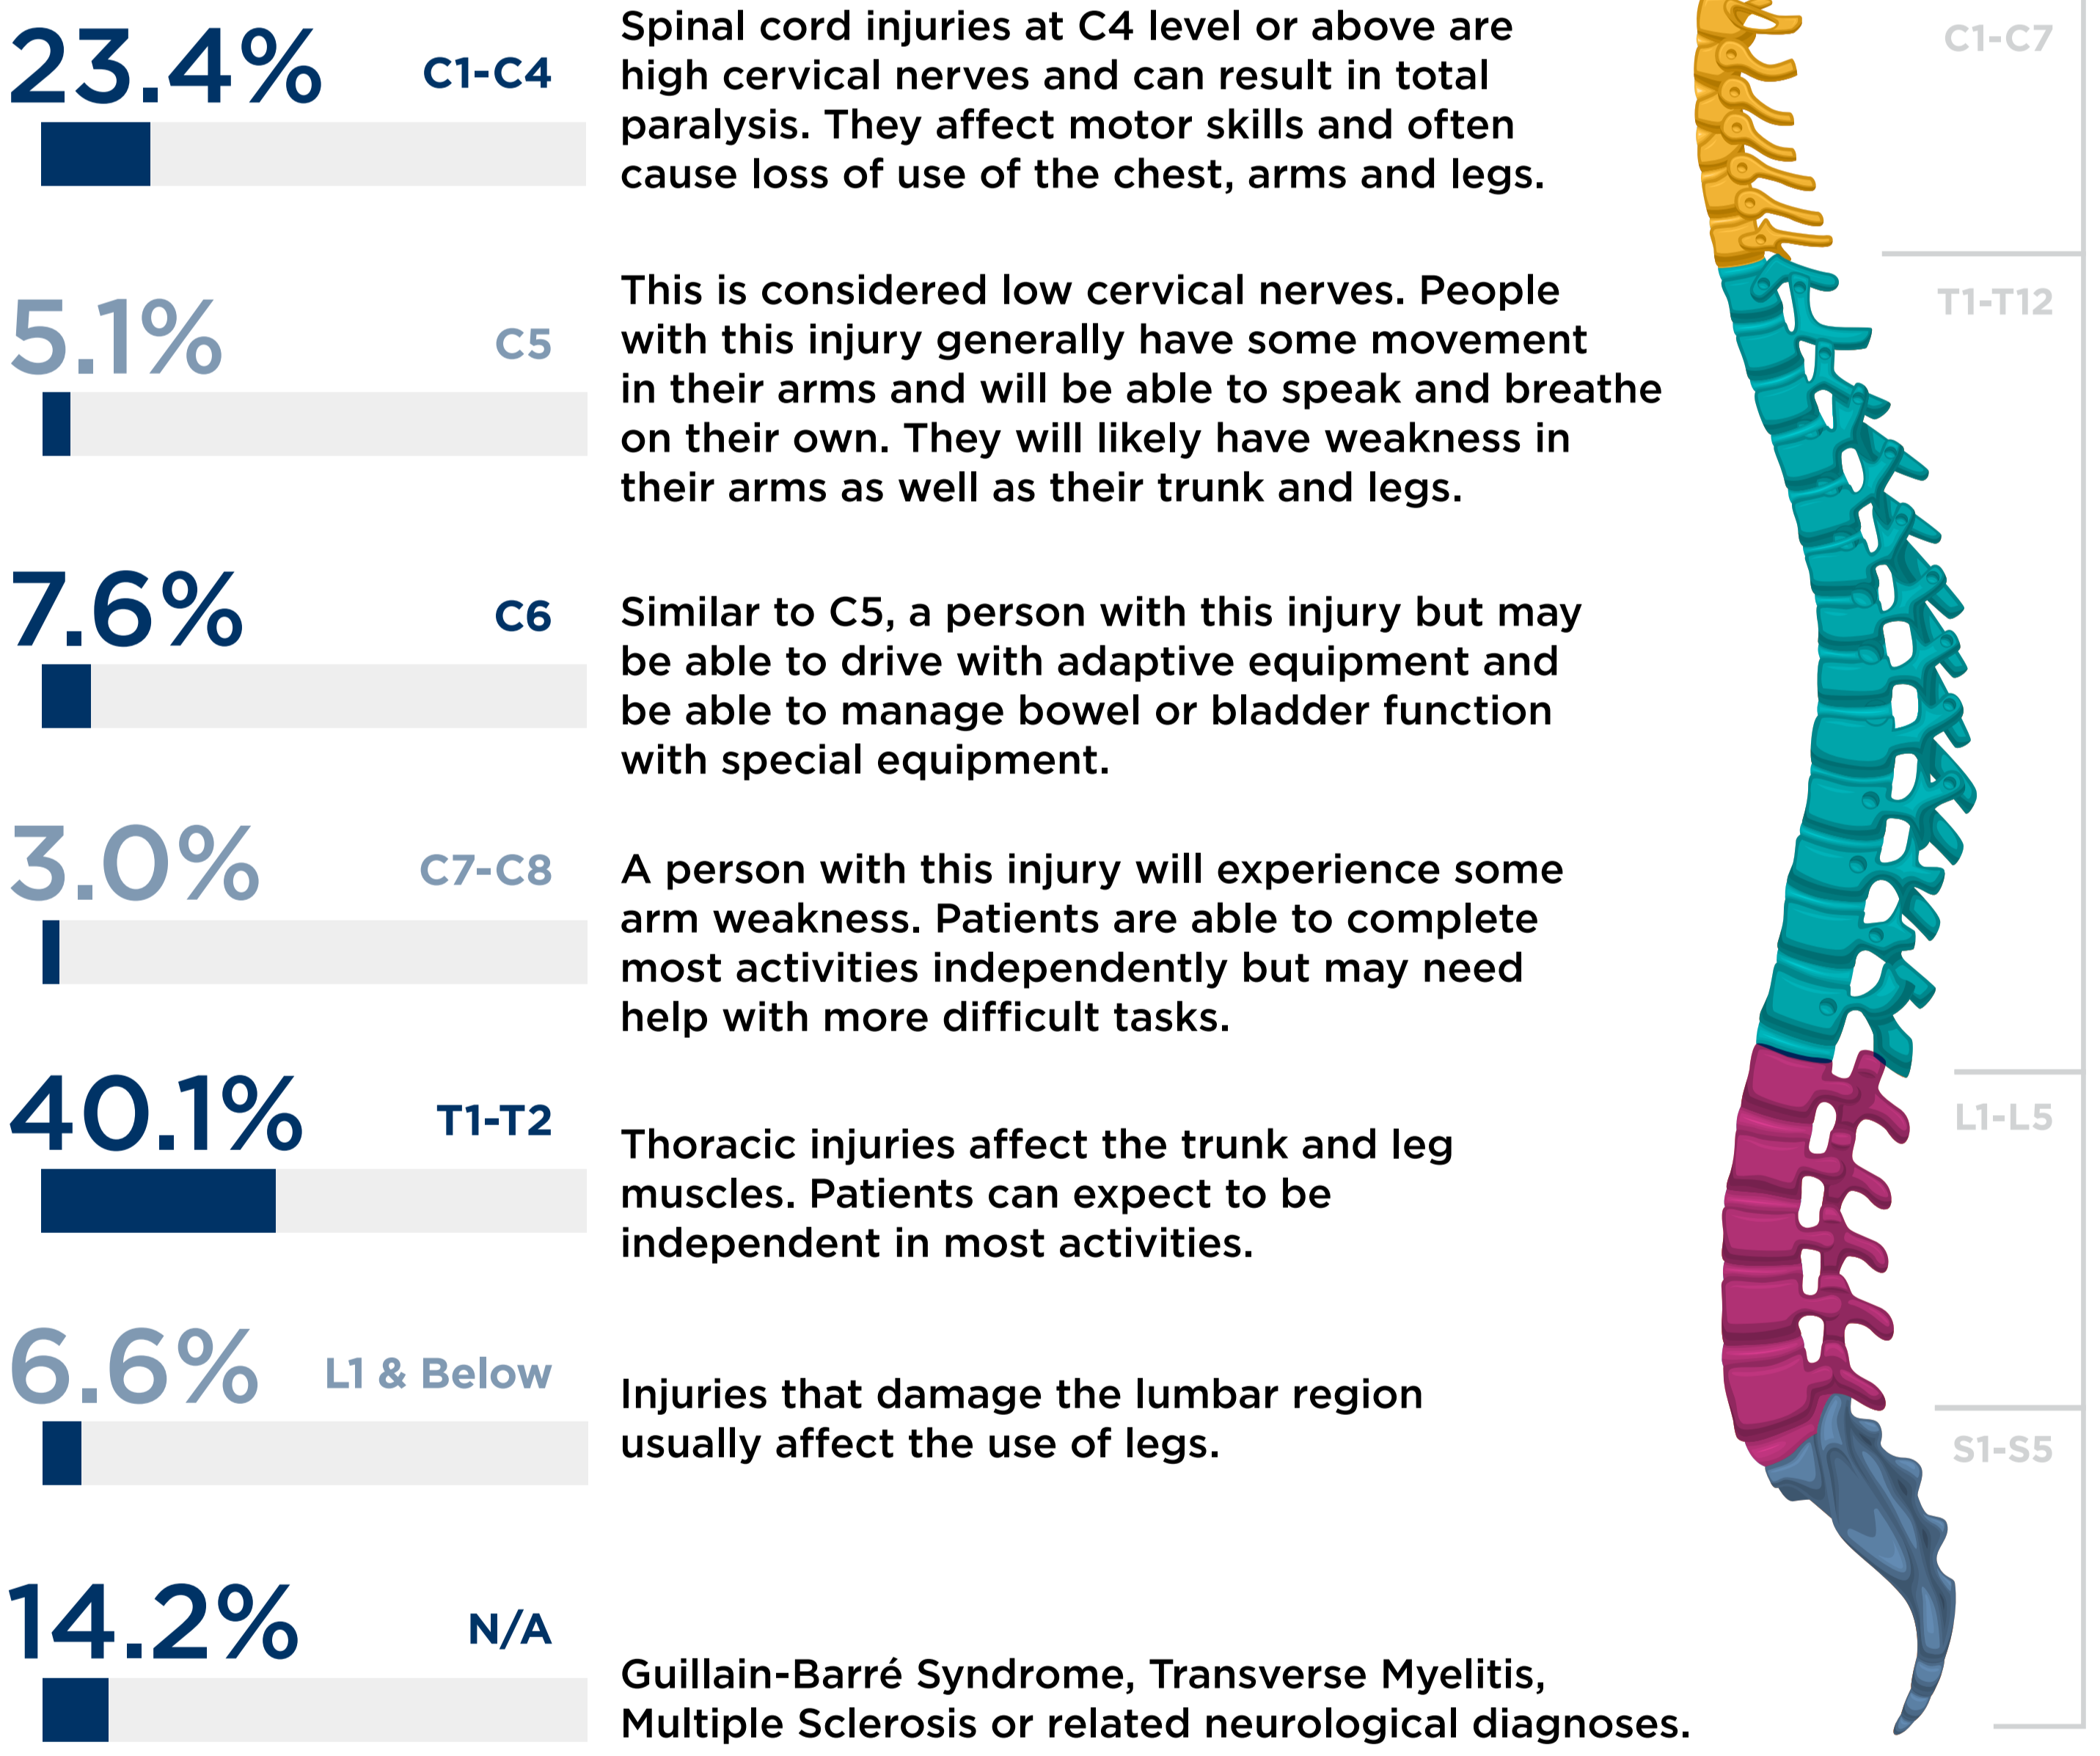 23.4%
C1-C4
Spinal cord injuries at C4 level or above are
high cervical nerves and can result in total
paralysis. They affect motor skills and often
cause loss of use of the chest, arms and legs.
5.1%
C5
This is considered low cervical nerves. People
with this injury generally have some movement
in their arms and will be able to speak and breathe
on their own. They will likely have weakness in
their arms as well as their trunk and legs.
7.6%
C6
Similar to C5, a person with this injury but may
be able to drive with adaptive equipment and
be able to manage bowel or bladder function
with special equipment.
3.0%
C7-C8
A person with this injury will experience some
arm weakness. Patients are able to complete
most activities independently but may need
help with more difficult tasks.
40.1%
T1-T2
Thoracic injuries affect the trunk and leg
muscles. Patients can expect to be
independent in most activities.
6.6%
L1 & Below
Injuries that damage the lumbar region
usually affect the use of legs.
14.2%
N/A
Guillain-Barré Syndrome, Transverse Myelitis,
Multiple Sclerosis or related neurological diagnoses.
C1-C7
T1-T12
L1-L5
S1-S5